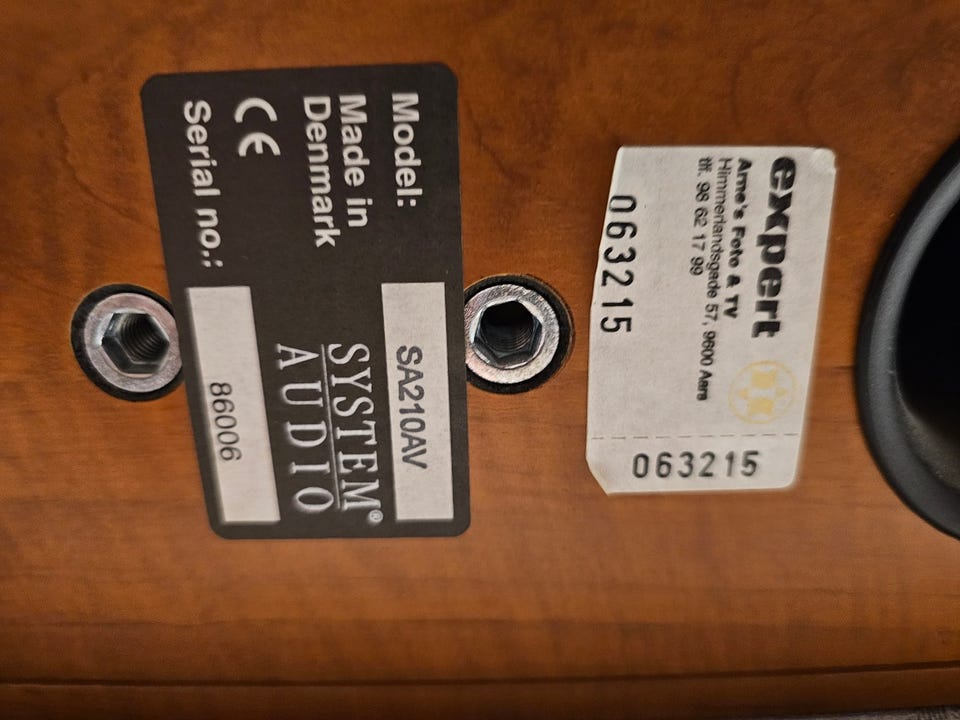 Model: SA210AV
Made in
Denmark
CE
SYSTEM®
AUDIO
Serial no.: 86006
expert
Arne's Foto & TV
Himmerlandsgade 57, 9600 Aars
tlf. 98 62 17 99
063215
063215